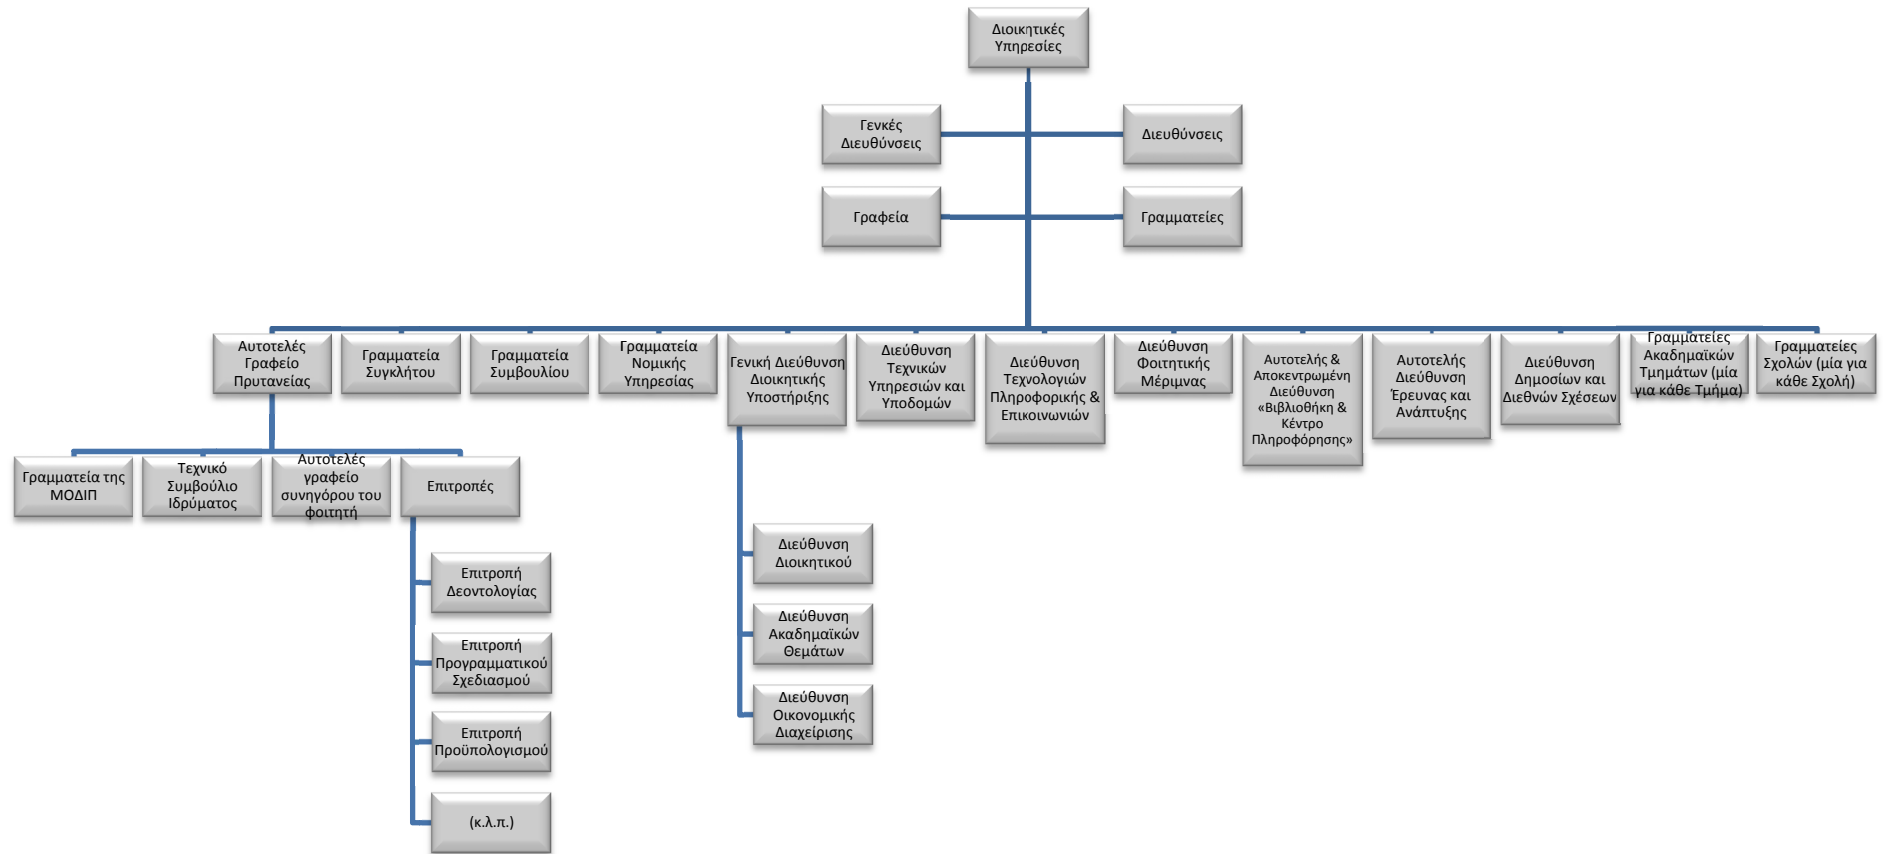 Διοικητικές
Υπηρεσίες
Γενκές
Διευθύνσεις
Διευθύνσεις
Γραφεία
Γραμματείες
Αυτοτελές
Γραφείο
Πρυτανείας
Γραμματεία
Συγκλήτου
Γραμματεία
Συμβουλίου
Γραμματεία
Νομικής
Υπηρεσίας
Γενική Διεύθυνση
Διοικητικής
Υποστήριξης
Διεύθυνση
Τεχνικών
Υπηρεσιών και
Υποδομών
Διεύθυνση
Τεχνολογιών
Πληροφορικής &
Επικοινωνιών
Διεύθυνση
Φοιτητικής
Μέριμνας
Αυτοτελής &
Αποκεντρωμένη
Διεύθυνση
«Βιβλιοθήκη &
Κέντρο
Πληροφόρησης»
Αυτοτελής
Διεύθυνση
Έρευνας και
Ανάπτυξης
Διεύθυνση
Δημοσίων και
Διεθνών Σχέσεων
Γραμματείες
Ακαδημαϊκών
Τμημάτων (μία
για κάθε Τμήμα)
Γραμματείες
Σχολών (μία για
κάθε Σχολή)
Γραμματεία της
ΜΟΔΙΠ
Τεχνικό
Συμβούλιο
Ιδρύματος
Αυτοτελές
γραφείο
συνηγόρου του
φοιτητή
Επιτροπές
Επιτροπή
Δεοντολογίας
Επιτροπή
Προγραμματικού
Σχεδιασμού
Επιτροπή
Προϋπολογισμού
(κ.λ.π.)
Διεύθυνση
Διοικητικού
Διεύθυνση
Ακαδημαϊκών
Θεμάτων
Διεύθυνση
Οικονομικής
Διαχείρισης